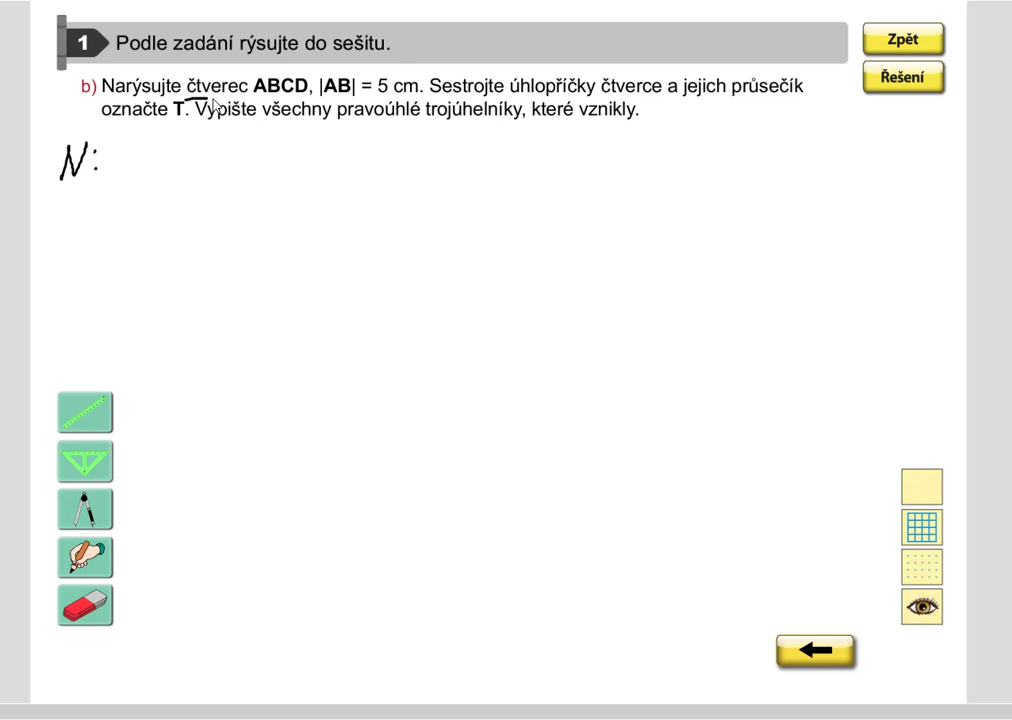 1 Podle zadání rýsujte do sešitu.
Zpět
Řešení
b) Narýsujte čtverec ABCD, |AB| = 5 cm. Sestrojte úhlopříčky čtverce a jejich průsečík
označte T. Vypište všechny pravoúhlé trojúhelníky, které vznikly.
N: